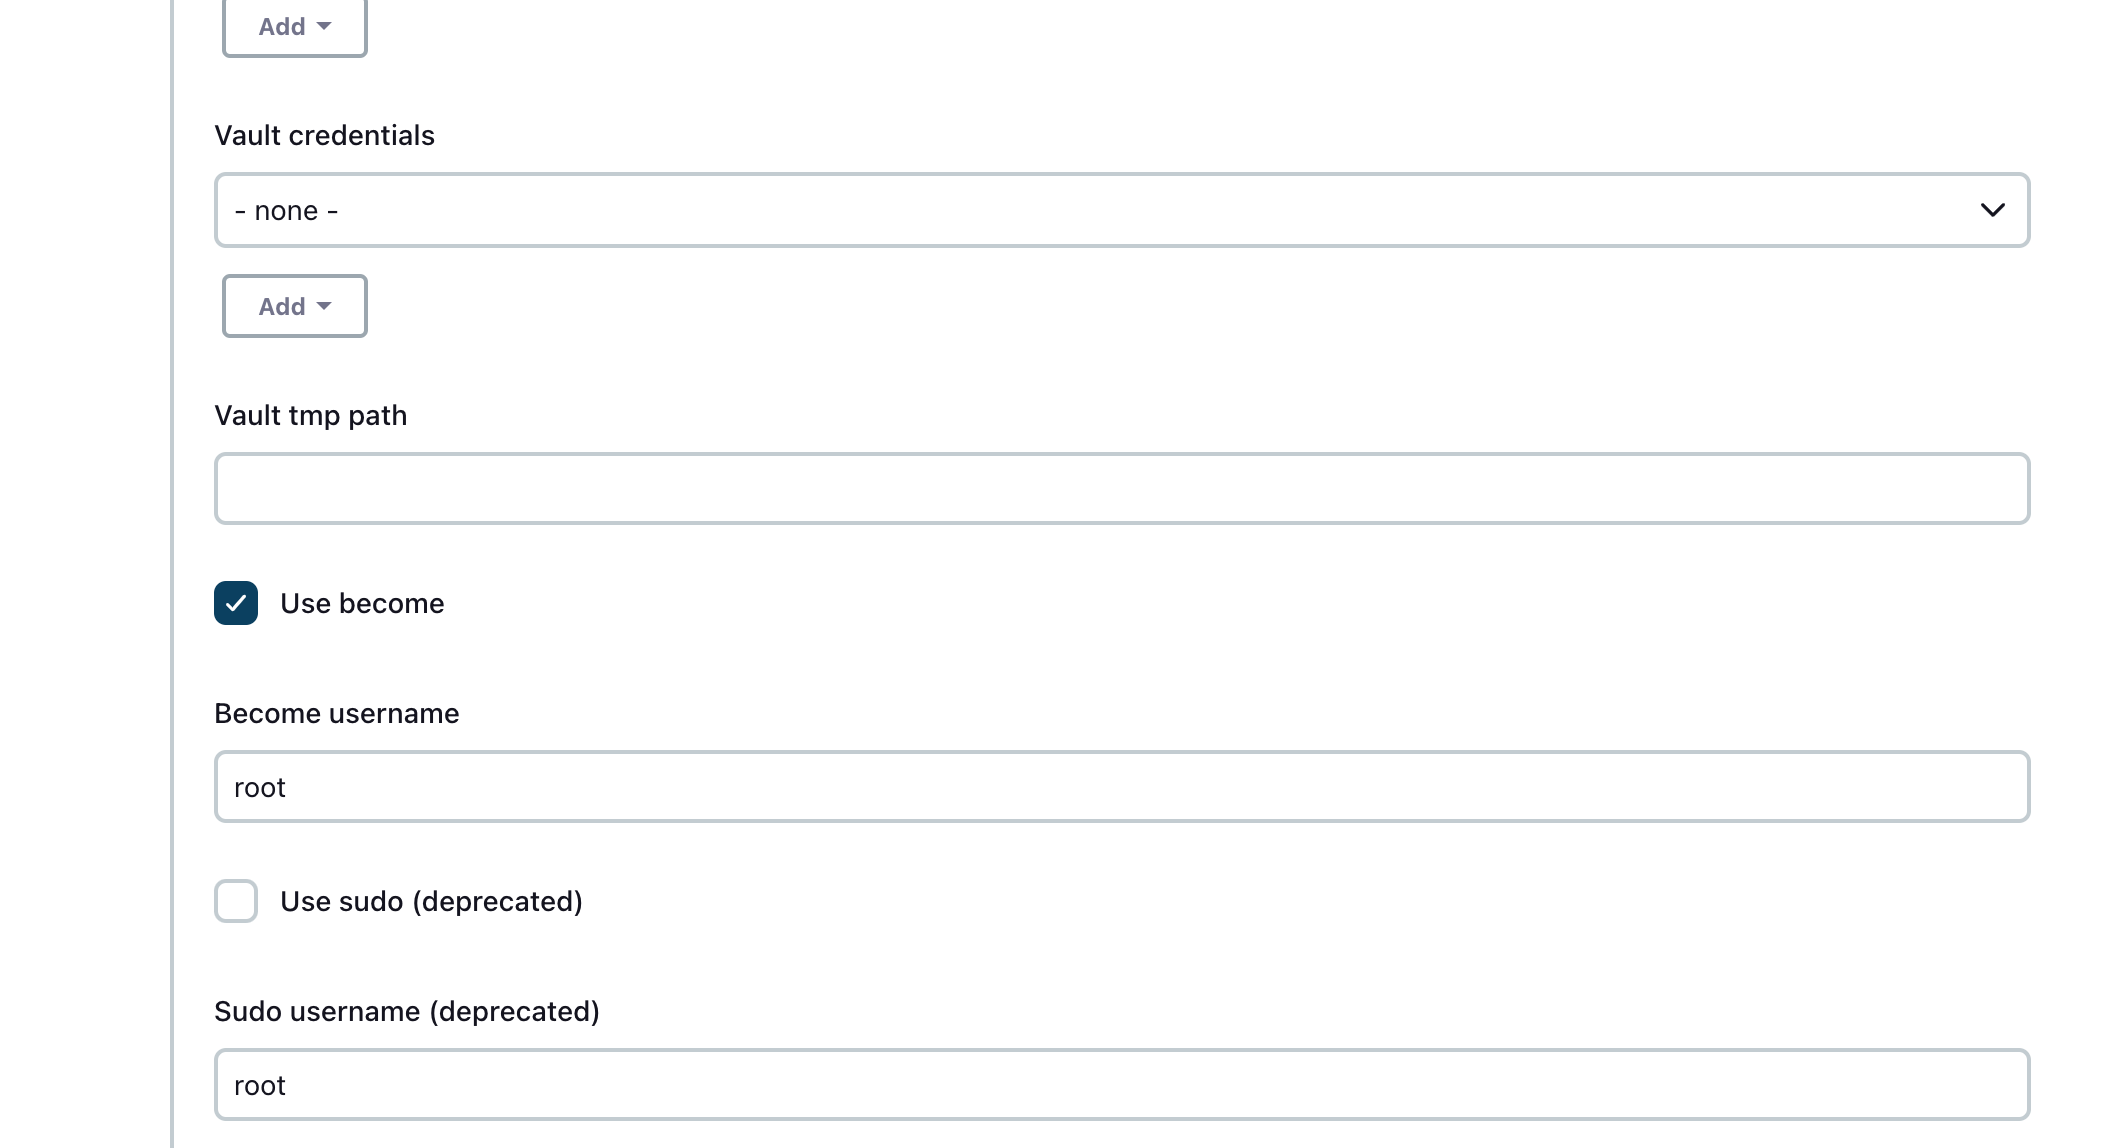 Add
Vault credentials
- none -
Add
Vault tmp path
Use become
Become username
root
Use sudo (deprecated)
Sudo username (deprecated)
root